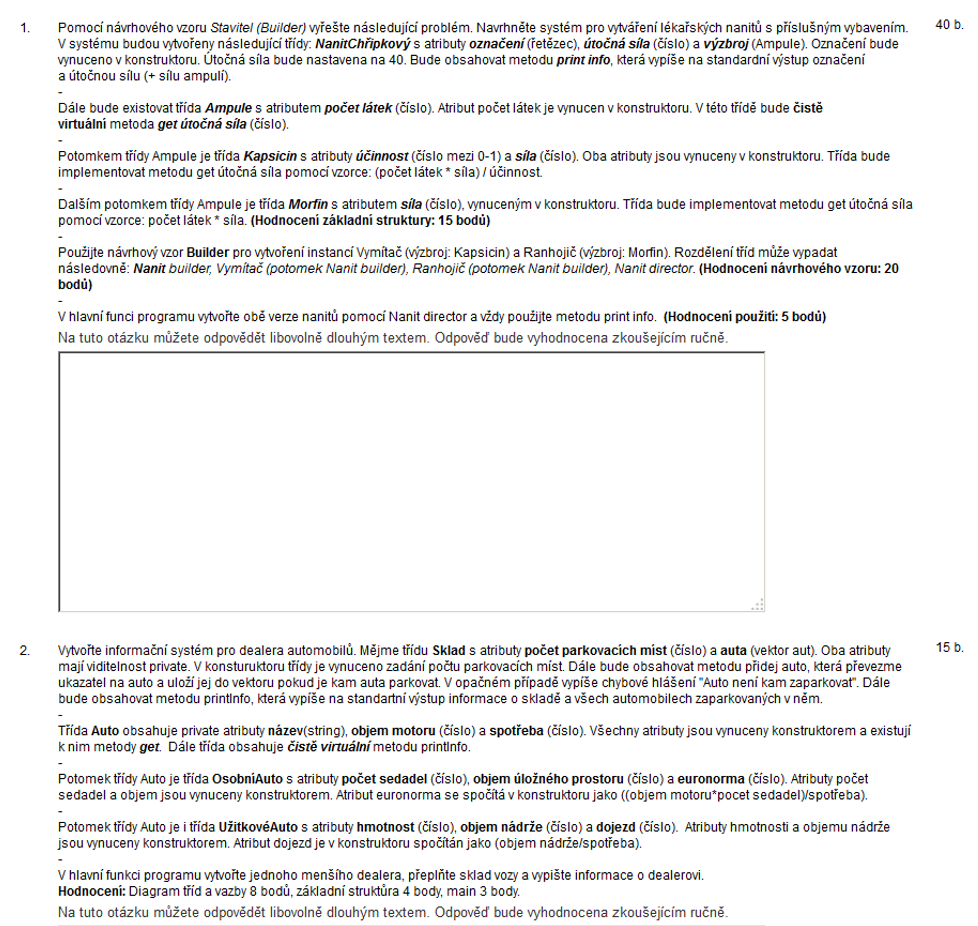 1. Pomocí návrhového vzoru Stavitel (Builder) vyřešte následující problém. Navrhněte systém pro vytváření lékařských nanitů s příslušným vybavením. 40 b.
V systému budou vytvořeny následující třídy: NanitChřipkový s atributy označení (řetězec), útočná síla (číslo) a výzbroj (Ampule). Označení bude
vynuceno v konstruktoru. Útočná síla bude nastavena na 40. Bude obsahovat metodu print info, která vypíše na standardní výstup označení
a útočnou sílu (+ sílu ampulí).
-
Dále bude existovat třída Ampule s atributem počet látek (číslo). Atribut počet látek je vynucen v konstruktoru. V této třídě bude čistě
virtuální metoda get útočná síla (číslo).
-
Potomkem třídy Ampule je třída Kapsicin s atributy účinnost (číslo mezi 0-1) a síla (číslo). Oba atributy jsou vynuceny v konstruktoru. Třída bude
implementovat metodu get útočná síla pomocí vzorce: (počet látek * síla) / účinnost.
-
Dalším potomkem třídy Ampule je třída Morfin s atributem síla (číslo), vynuceným v konstruktoru. Třída bude implementovat metodu get útočná síla
pomocí vzorce: počet látek * síla. (Hodnocení základní struktury: 15 bodů)
-
Použijte návrhový vzor Builder pro vytvoření instancí Vymítač (výzbroj: Kapsicin) a Ranhojič (výzbroj: Morfin). Rozdělení tříd může vypadat
následovně: Nanit builder, Vymítač (potomek Nanit builder), Ranhojič (potomek Nanit builder), Nanit director. (Hodnocení návrhového vzoru: 20
bodů)
-
V hlavní funci programu vytvořte obě verze nanitů pomocí Nanit director a vždy použijte metodu print info. (Hodnocení použití: 5 bodů)
Na tuto otázku můžete odpovědět libovolně dlouhým textem. Odpověď bude vyhodnocena zkoušejícím ručně.
2. Vytvořte informační systém pro dealera automobilů. Mějme třídu Sklad s atributy počet parkovacích míst (číslo) a auta (vektor aut). Oba atributy 15 b.
mají viditelnost private. V konsturuktoru třídy je vynuceno zadání počtu parkovacích míst. Dále bude obsahovat metodu přidej auto, která převezme
ukazatel na auto a uloží jej do vektoru pokud je kam auta parkovat. V opačném případě vypíše chybové hlášení "Auto není kam zaparkovat". Dále
bude obsahovat metodu printInfo, která vypíše na standardní výstup informace o skladě a všech automobilech zaparkovaných v něm.
-
Třída Auto obsahuje private atributy název(string), objem motoru (číslo) a spotřeba (číslo). Všechny atributy jsou vynuceny konstruktorem a existují
k nim metody get. Dále třída obsahuje čistě virtuální metodu printInfo.
-
Potomek třídy Auto je třída OsobníAuto s atributy počet sedadel (číslo), objem úložného prostoru (číslo) a euronorma (číslo). Atributy počet
sedadel a objem jsou vynuceny konstruktorem. Atribut euronorma se spočítá v konstruktoru jako ((objem motoru*pocet sedadel)/spotřeba).
-
Potomek třídy Auto je i třída UžitkovéAuto s atributy hmotnost (číslo), objem nádrže (číslo) a dojezd (číslo). Atributy hmotnosti a objemu nádrže
jsou vynuceny konstruktorem. Atribut dojezd je v konstruktoru spočítán jako (objem nádrže/spotřeba).
-
V hlavní funkci programu vytvořte jednoho menšího dealera, přeplňte sklad vozy a vypište informace o dealerovi.
Hodnocení: Diagram tříd a vazby 8 bodů, základní struktůra 4 body, main 3 body.
Na tuto otázku můžete odpovědět libovolně dlouhým textem. Odpověď bude vyhodnocena zkoušejícím ručně.